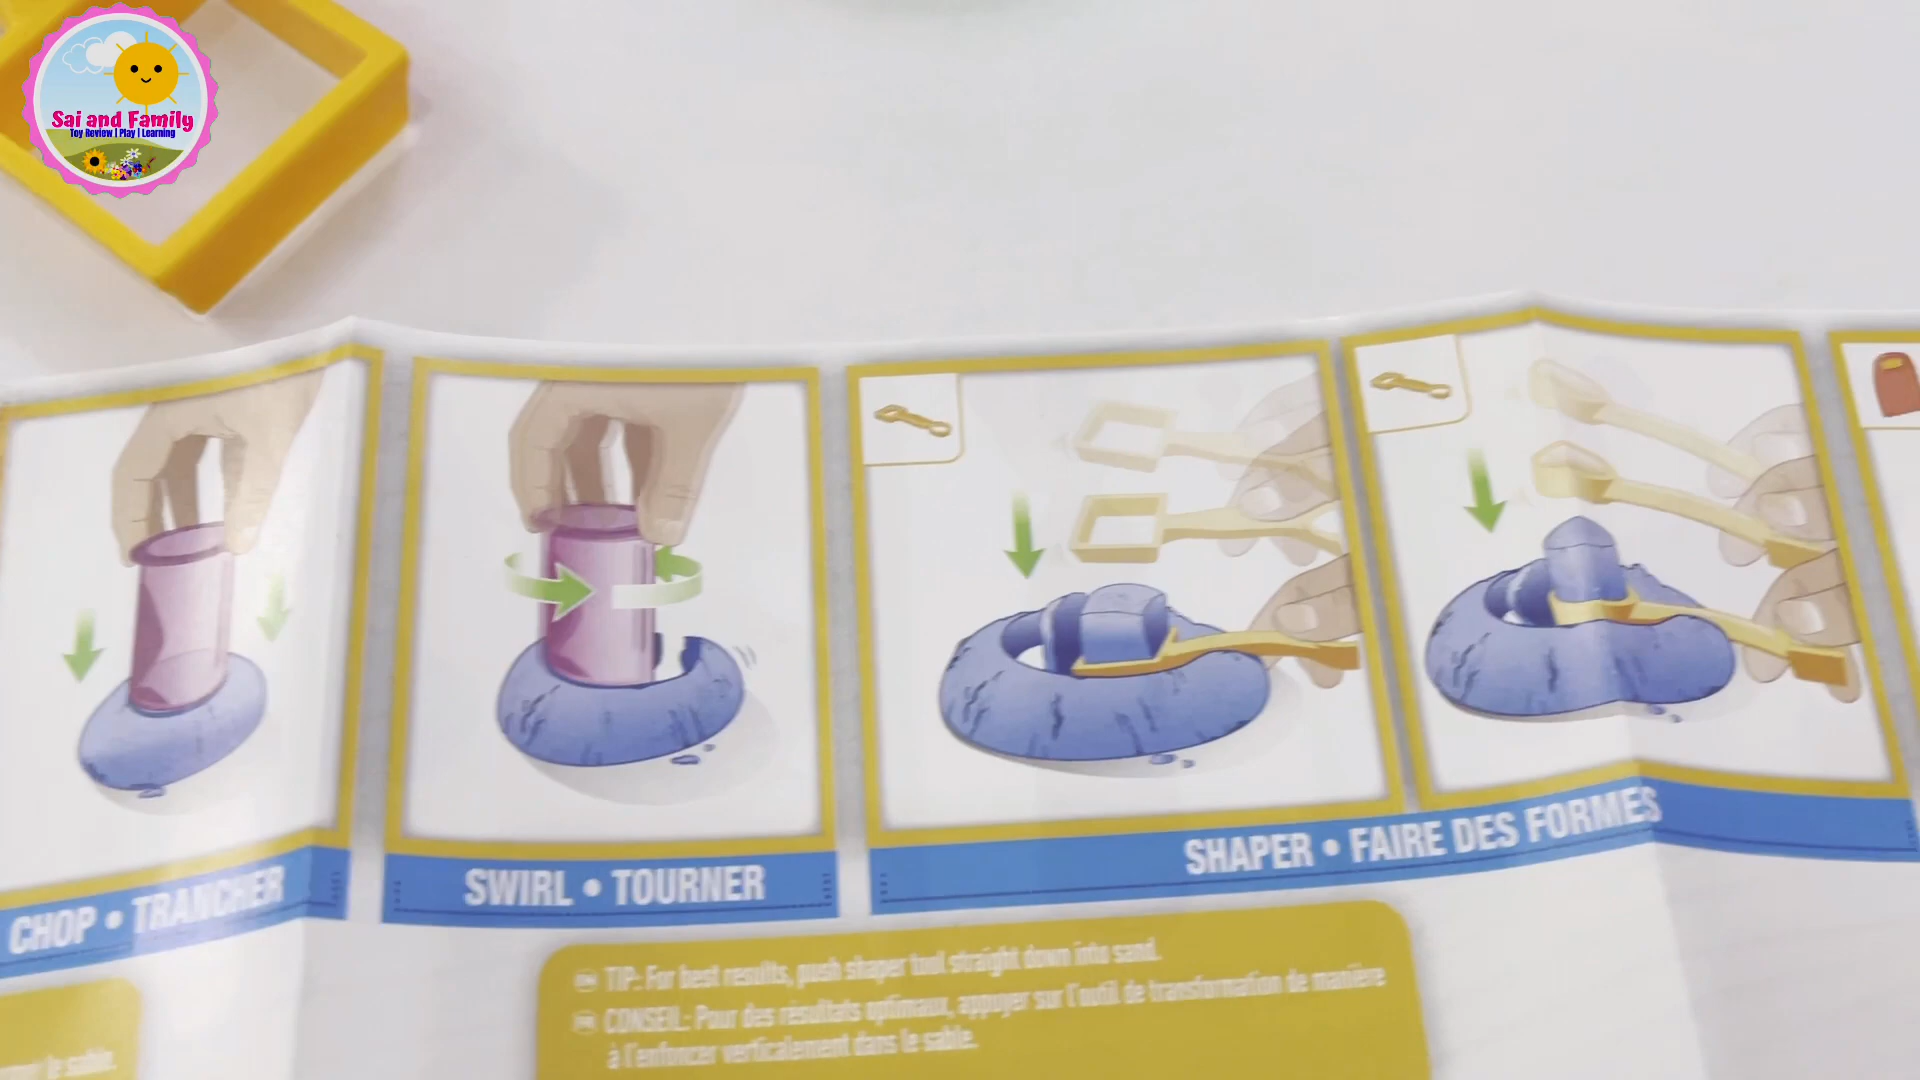 Sai and Family
Toy Review | Play | Learning
CHOP • TRANCHER
SWIRL • TOURNER
SHAPER • FAIRE DES FORMES
TIP: For best results, push shaper tool straight down into sand.
CONSEIL: Pour des résultats optimaux, appuyer sur l'outil de transformation de manière
à l'enfoncer verticalement dans le sable.
le sable.